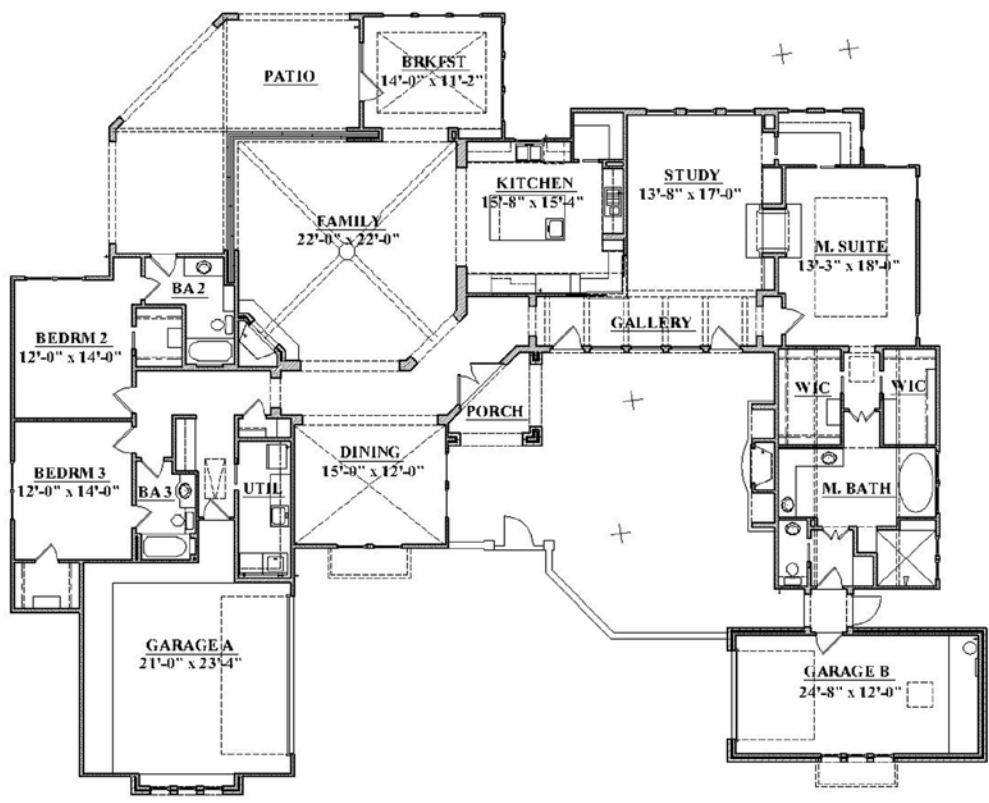 PATIO
BRKFST
14'-0" x 11'-2"
FAMILY
22'-0" x 22'-0"
KITCHEN
15'-8" x 15'-4"
STUDY
13'-8" x 17'-0"
M. SUITE
13'-3" x 18'-0"
BA 2
BEDRM 2
12'-0" x 14'-0"
GALLERY
WIC
WIC
PORCH
BEDRM 3
12'-0" x 14'-0"
BA 3
UTIL
DINING
15'-0" x 12'-0"
M. BATH
GARAGE A
21'-0" x 23'-4"
GARAGE B
24'-8" x 12'-0"